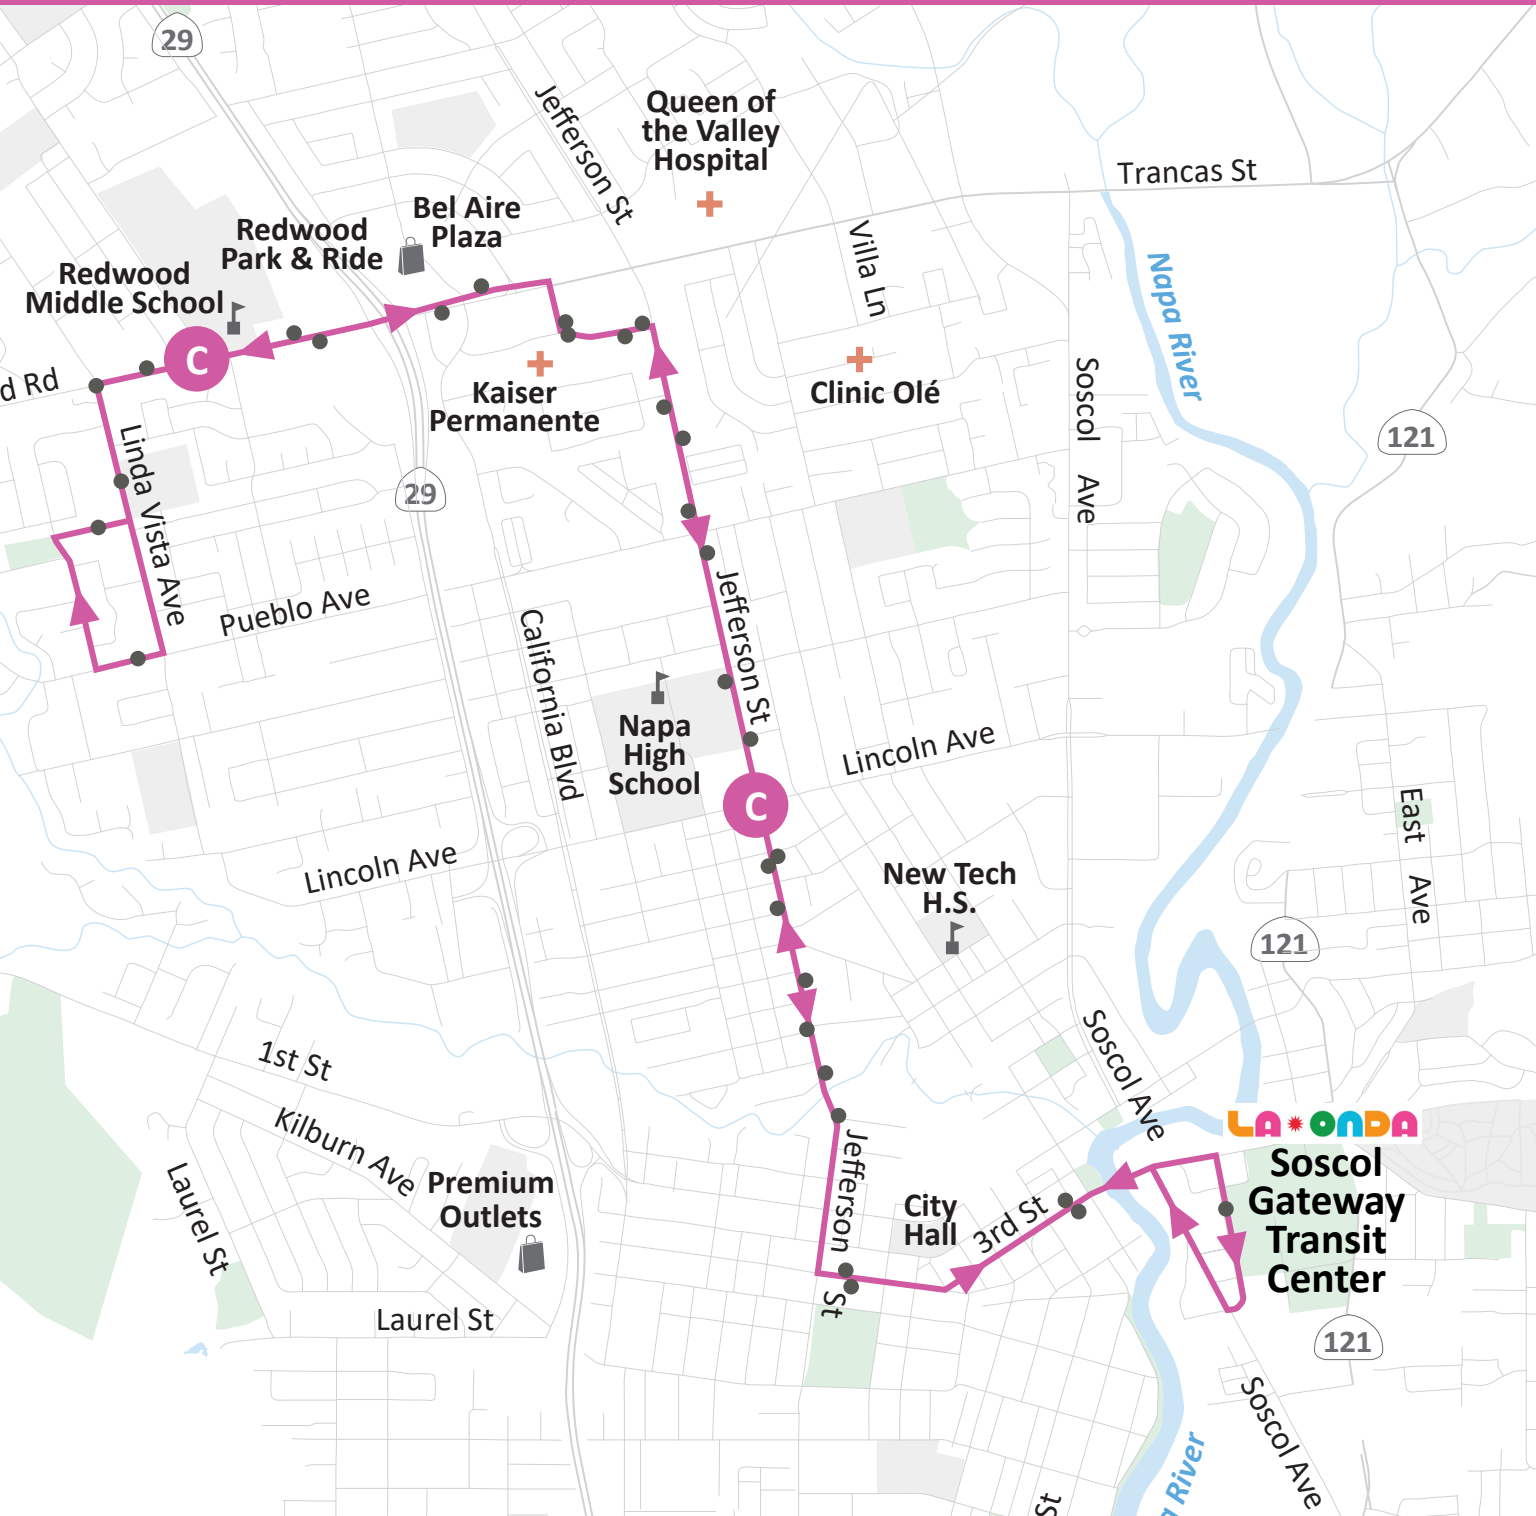 29
Jefferson St
Queen of
the Valley
Hospital
Trancas St
Bel Aire
Plaza
Redwood
Park & Ride
Redwood
Middle School
Villa Ln
Napa River
C
d Rd
Kaiser
Permanente
Clinic Olé
Soscol Ave
121
Linda Vista Ave
29
Pueblo Ave
California Blvd
Jefferson St
Napa
High
School
Lincoln Ave
C
East Ave
Lincoln Ave
New Tech
H.S.
121
1st St
Soscol Ave
Kilburn Ave
LA ONDA
Soscol
Gateway
Transit
Center
Laurel St
Premium
Outlets
Jefferson St
City
Hall
3rd St
Laurel St
121
Soscol Ave
a River
St